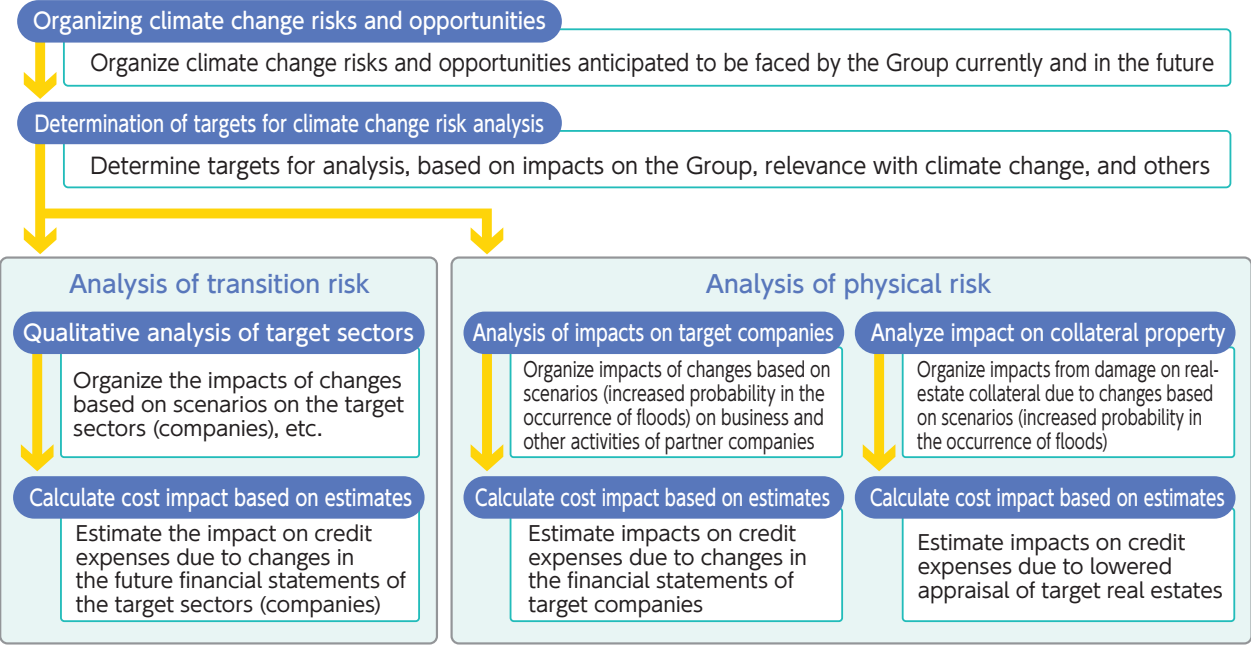 Organizing climate change risks and opportunities
Organize climate change risks and opportunities anticipated to be faced by the Group currently and in the future
Determination of targets for climate change risk analysis
Determine targets for analysis, based on impacts on the Group, relevance with climate change, and others
Analysis of transition risk
Qualitative analysis of target sectors
Organize the impacts of changes
based on scenarios on the target
sectors (companies), etc.
Calculate cost impact based on estimates
Estimate the impact on credit
expenses due to changes in
the future financial statements of
the target sectors (companies)
Analysis of physical risk
Analysis of impacts on target companies
Organize impacts of changes based on
scenarios (increased probability in the
occurrence of floods) on business and
other activities of partner companies
Calculate cost impact based on estimates
Estimate impacts on credit
expenses due to changes in
the financial statements of
target companies
Analyze impact on collateral property
Organize impacts from damage on real-
estate collateral due to changes based
on scenarios (increased probability in
the occurrence of floods)
Calculate cost impact based on estimates
Estimate impacts on credit
expenses due to lowered
appraisal of target real estates